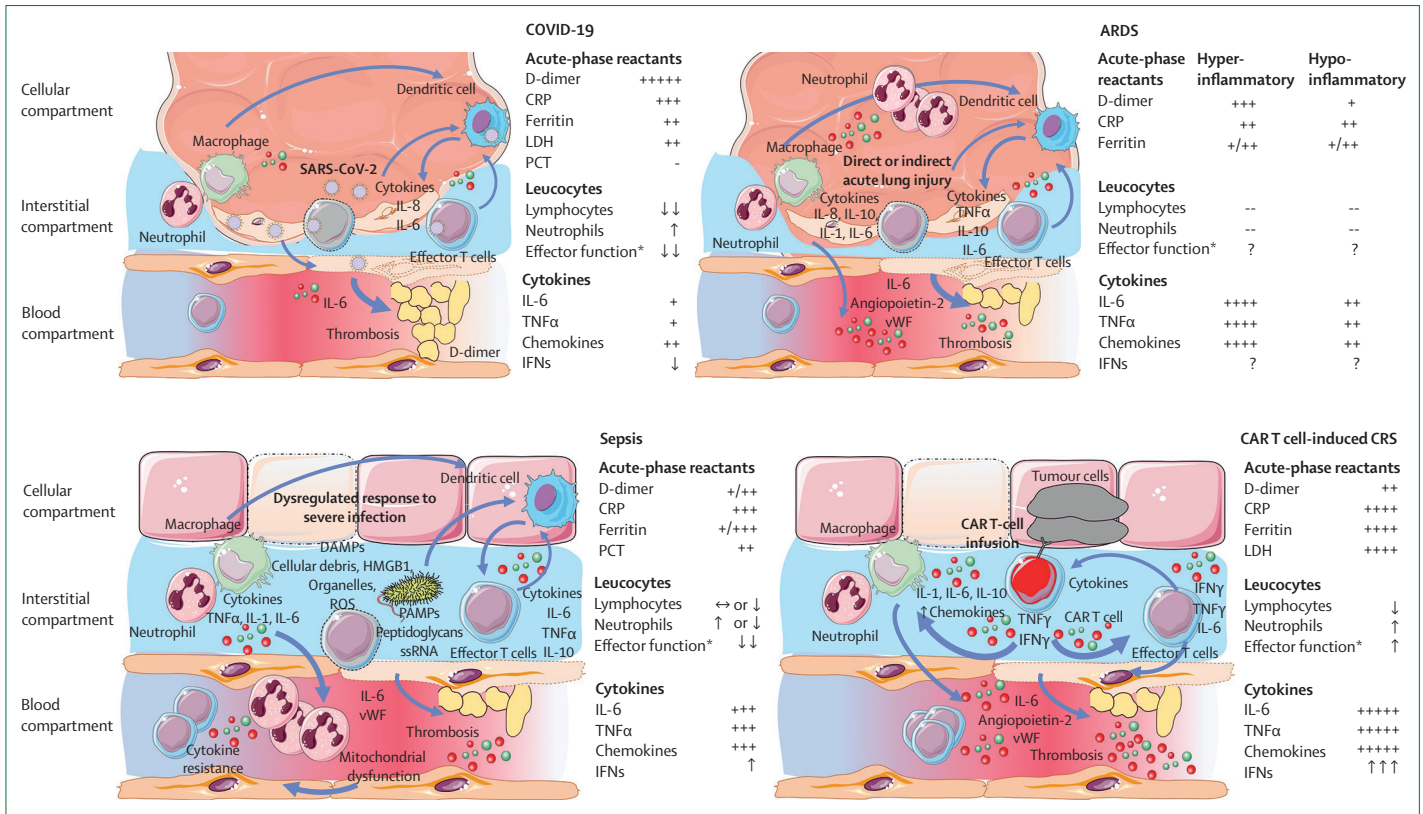 COVID-19
Cellular compartment
Interstitial compartment
Blood compartment
Dendritic cell
Macrophage
SARS-CoV-2
Cytokines
IL-8
IL-6
Neutrophil
Effector T cells
IL-6
Thrombosis
D-dimer
Acute-phase reactants
D-dimer +++++
CRP +++
Ferritin ++
LDH ++
PCT -
Leucocytes
Lymphocytes ↓↓
Neutrophils ↑
Effector function* ↓↓
Cytokines
IL-6 +
TNFα +
Chemokines ++
IFNs ↓
ARDS
Neutrophil
Dendritic cell
Macrophage
Direct or indirect
acute lung injury
Cytokines
IL-8, IL-10
IL-1, IL-6
Cytokines
TNFα
IL-10
IL-6
Neutrophil
Effector T cells
IL-6
Angiopoietin-2
vWF
Thrombosis
Acute-phase reactants Hyper-inflammatory Hypo-inflammatory
D-dimer +++ +
CRP ++ ++
Ferritin +/++ +/++
Leucocytes
Lymphocytes -- --
Neutrophils -- --
Effector function* ? ?
Cytokines
IL-6 ++++ ++
TNFα ++++ ++
Chemokines ++++ ++
IFNs ? ?
Sepsis
Cellular compartment
Interstitial compartment
Blood compartment
Dendritic cell
Dysregulated response to
severe infection
Macrophage
DAMPs
Cellular debris, HMGB1,
Organelles,
ROS
Cytokines
TNFα, IL-1, IL-6
Neutrophil
PAMPs
Peptidoglycans
ssRNA
Cytokines
IL-6
TNFα
IL-10
Effector T cells
IL-6
vWF
Thrombosis
Cytokine
resistance
Mitochondrial
dysfunction
Acute-phase reactants
D-dimer +/++
CRP +++
Ferritin +/+++
PCT ++
Leucocytes
Lymphocytes ↔ or ↓
Neutrophils ↑ or ↓
Effector function* ↓↓
Cytokines
IL-6 +++
TNFα +++
Chemokines +++
IFNs ↑
CAR T cell-induced CRS
Tumour cells
Macrophage
CAR T-cell
infusion
Cytokines
IL-1, IL-6, IL-10
↑Chemokines
TNFγ
IFNγ
CAR T cell
IFNγ
TNFγ
IL-6
Neutrophil
Effector T cells
IL-6
Angiopoietin-2
vWF
Thrombosis
Acute-phase reactants
D-dimer ++
CRP ++++
Ferritin ++++
LDH ++++
Leucocytes
Lymphocytes ↓
Neutrophils ↑
Effector function* ↑
Cytokines
IL-6 +++++
TNFα +++++
Chemokines +++++
IFNs ↑↑↑